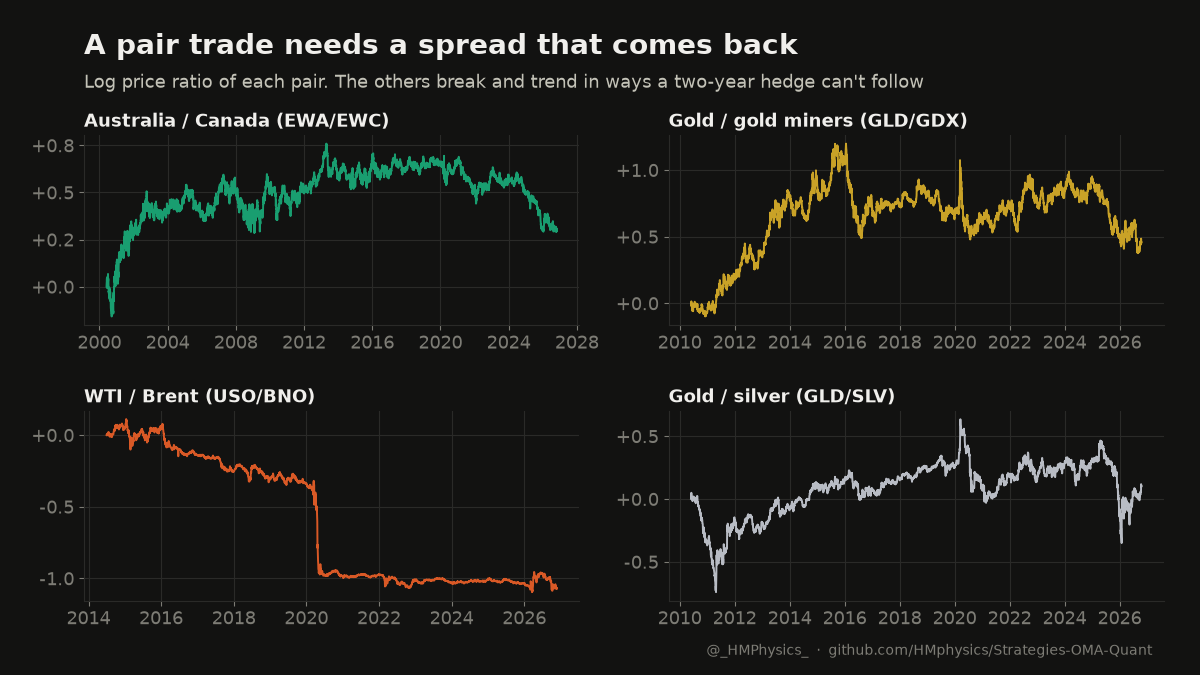 A pair trade needs a spread that comes back
Log price ratio of each pair. The others break and trend in ways a two-year hedge can't follow
Australia / Canada (EWA/EWC)
+0.8
+0.5
+0.2
+0.0
2000 2004 2008 2012 2016 2020 2024 2028
Gold / gold miners (GLD/GDX)
+1.0
+0.5
+0.0
2010 2012 2014 2016 2018 2020 2022 2024 2026
WTI / Brent (USO/BNO)
+0.0
-0.5
-1.0
2014 2016 2018 2020 2022 2024 2026
Gold / silver (GLD/SLV)
+0.5
+0.0
-0.5
2010 2012 2014 2016 2018 2020 2022 2024 2026
@_HMPhysics_ · github.com/HMphysics/Strategies-OMA-Quant